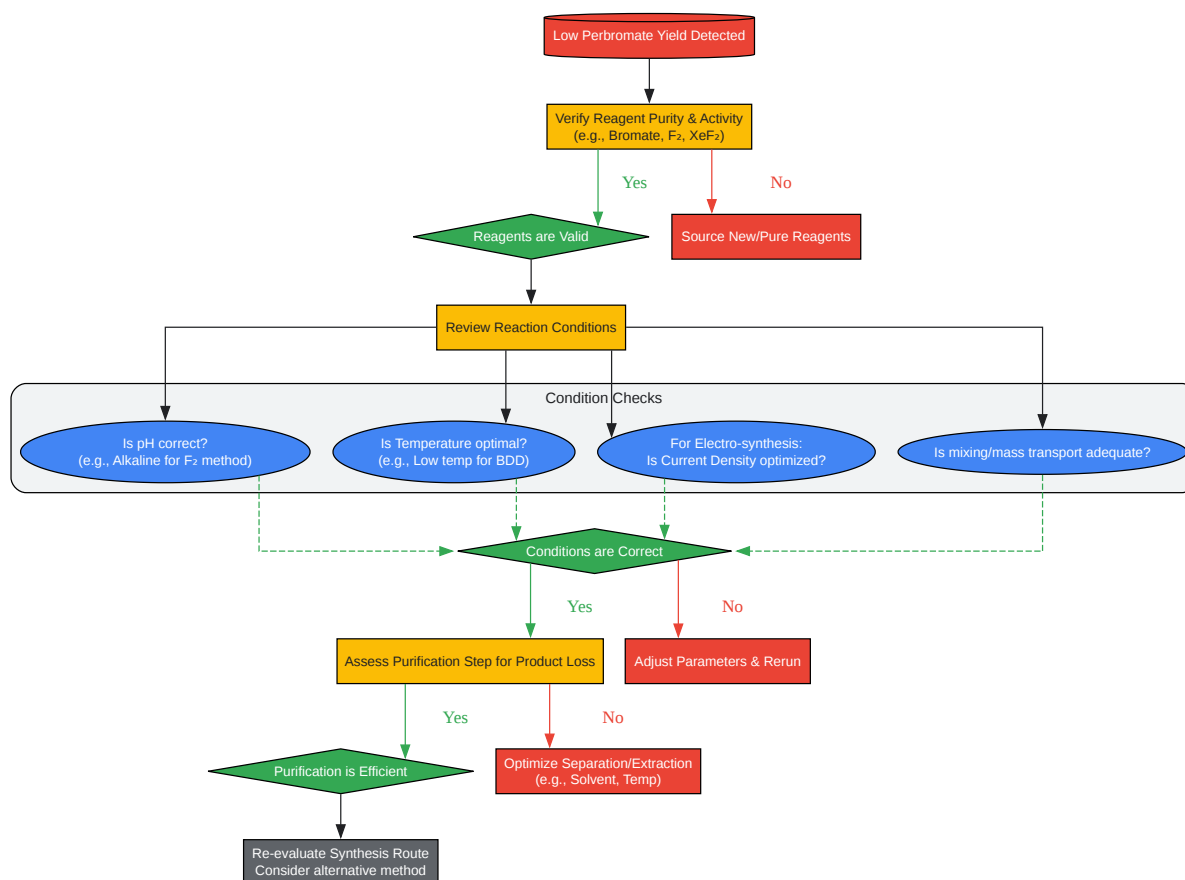 Low Perbromate Yield Detected
Verify Reagent Purity & Activity
(e.g., Bromate, F₂, XeF₂)
Yes
No
Reagents are Valid
Source New/Pure Reagents
Review Reaction Conditions
Condition Checks
Is pH correct?
(e.g., Alkaline for F₂ method)
Is Temperature optimal?
(e.g., Low temp for BDD)
For Electro-synthesis:
Is Current Density optimized?
Is mixing/mass transport adequate?
Conditions are Correct
Yes
No
Assess Purification Step for Product Loss
Adjust Parameters & Rerun
Yes
No
Purification is Efficient
Optimize Separation/Extraction
(e.g., Solvent, Temp)
Re-evaluate Synthesis Route
Consider alternative method